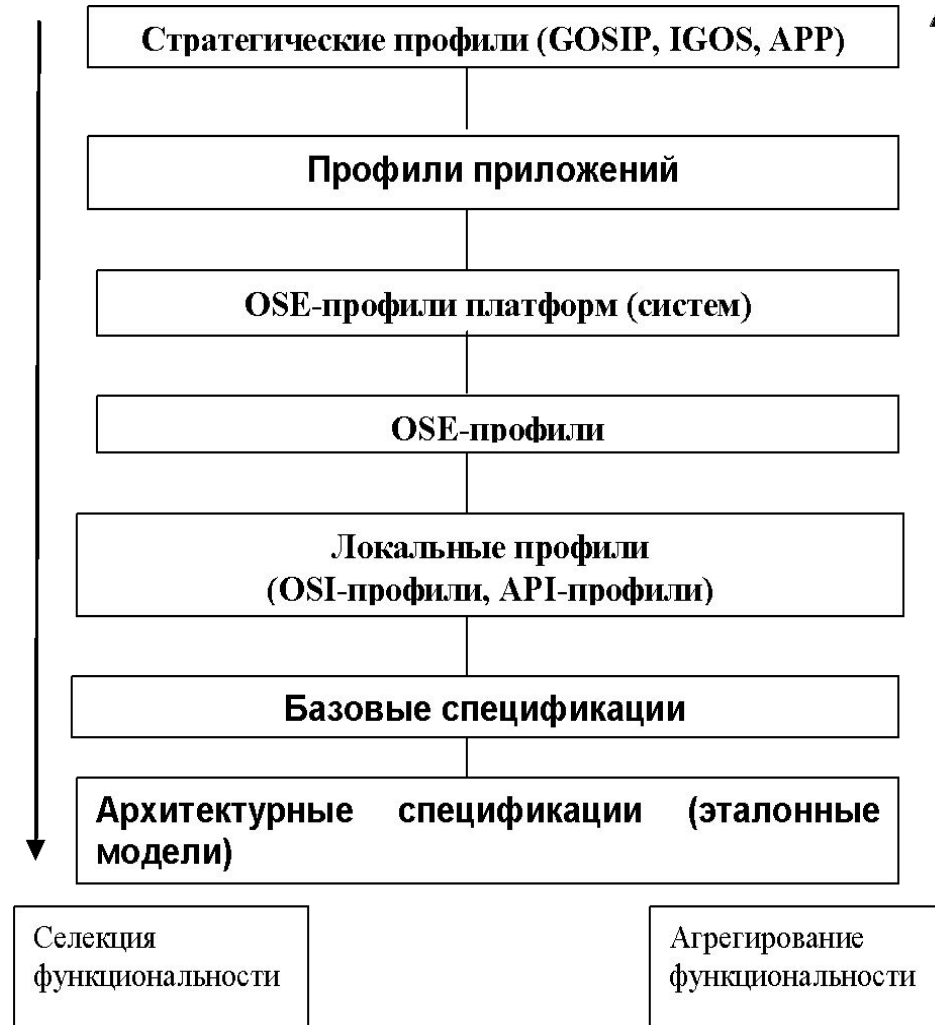 Стратегические профили (GOSIP, IGOS, APP)
Профили приложений
OSE-профили платформ (систем)
OSE-профили
Локальные профили
(OSI-профили, API-профили)
Базовые спецификации
Архитектурные спецификации (эталонные
модели)
Селекция
функциональности
Агрегирование
функциональности